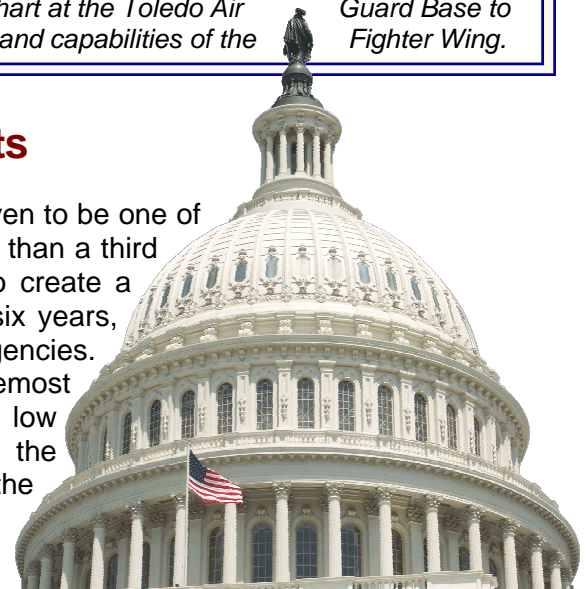 hart at the Toledo Air Guard Base to
and capabilities of the Fighter Wing.
ts
ven to be one of
than a third
o create a
six years,
gencies.
emost
low
the
the